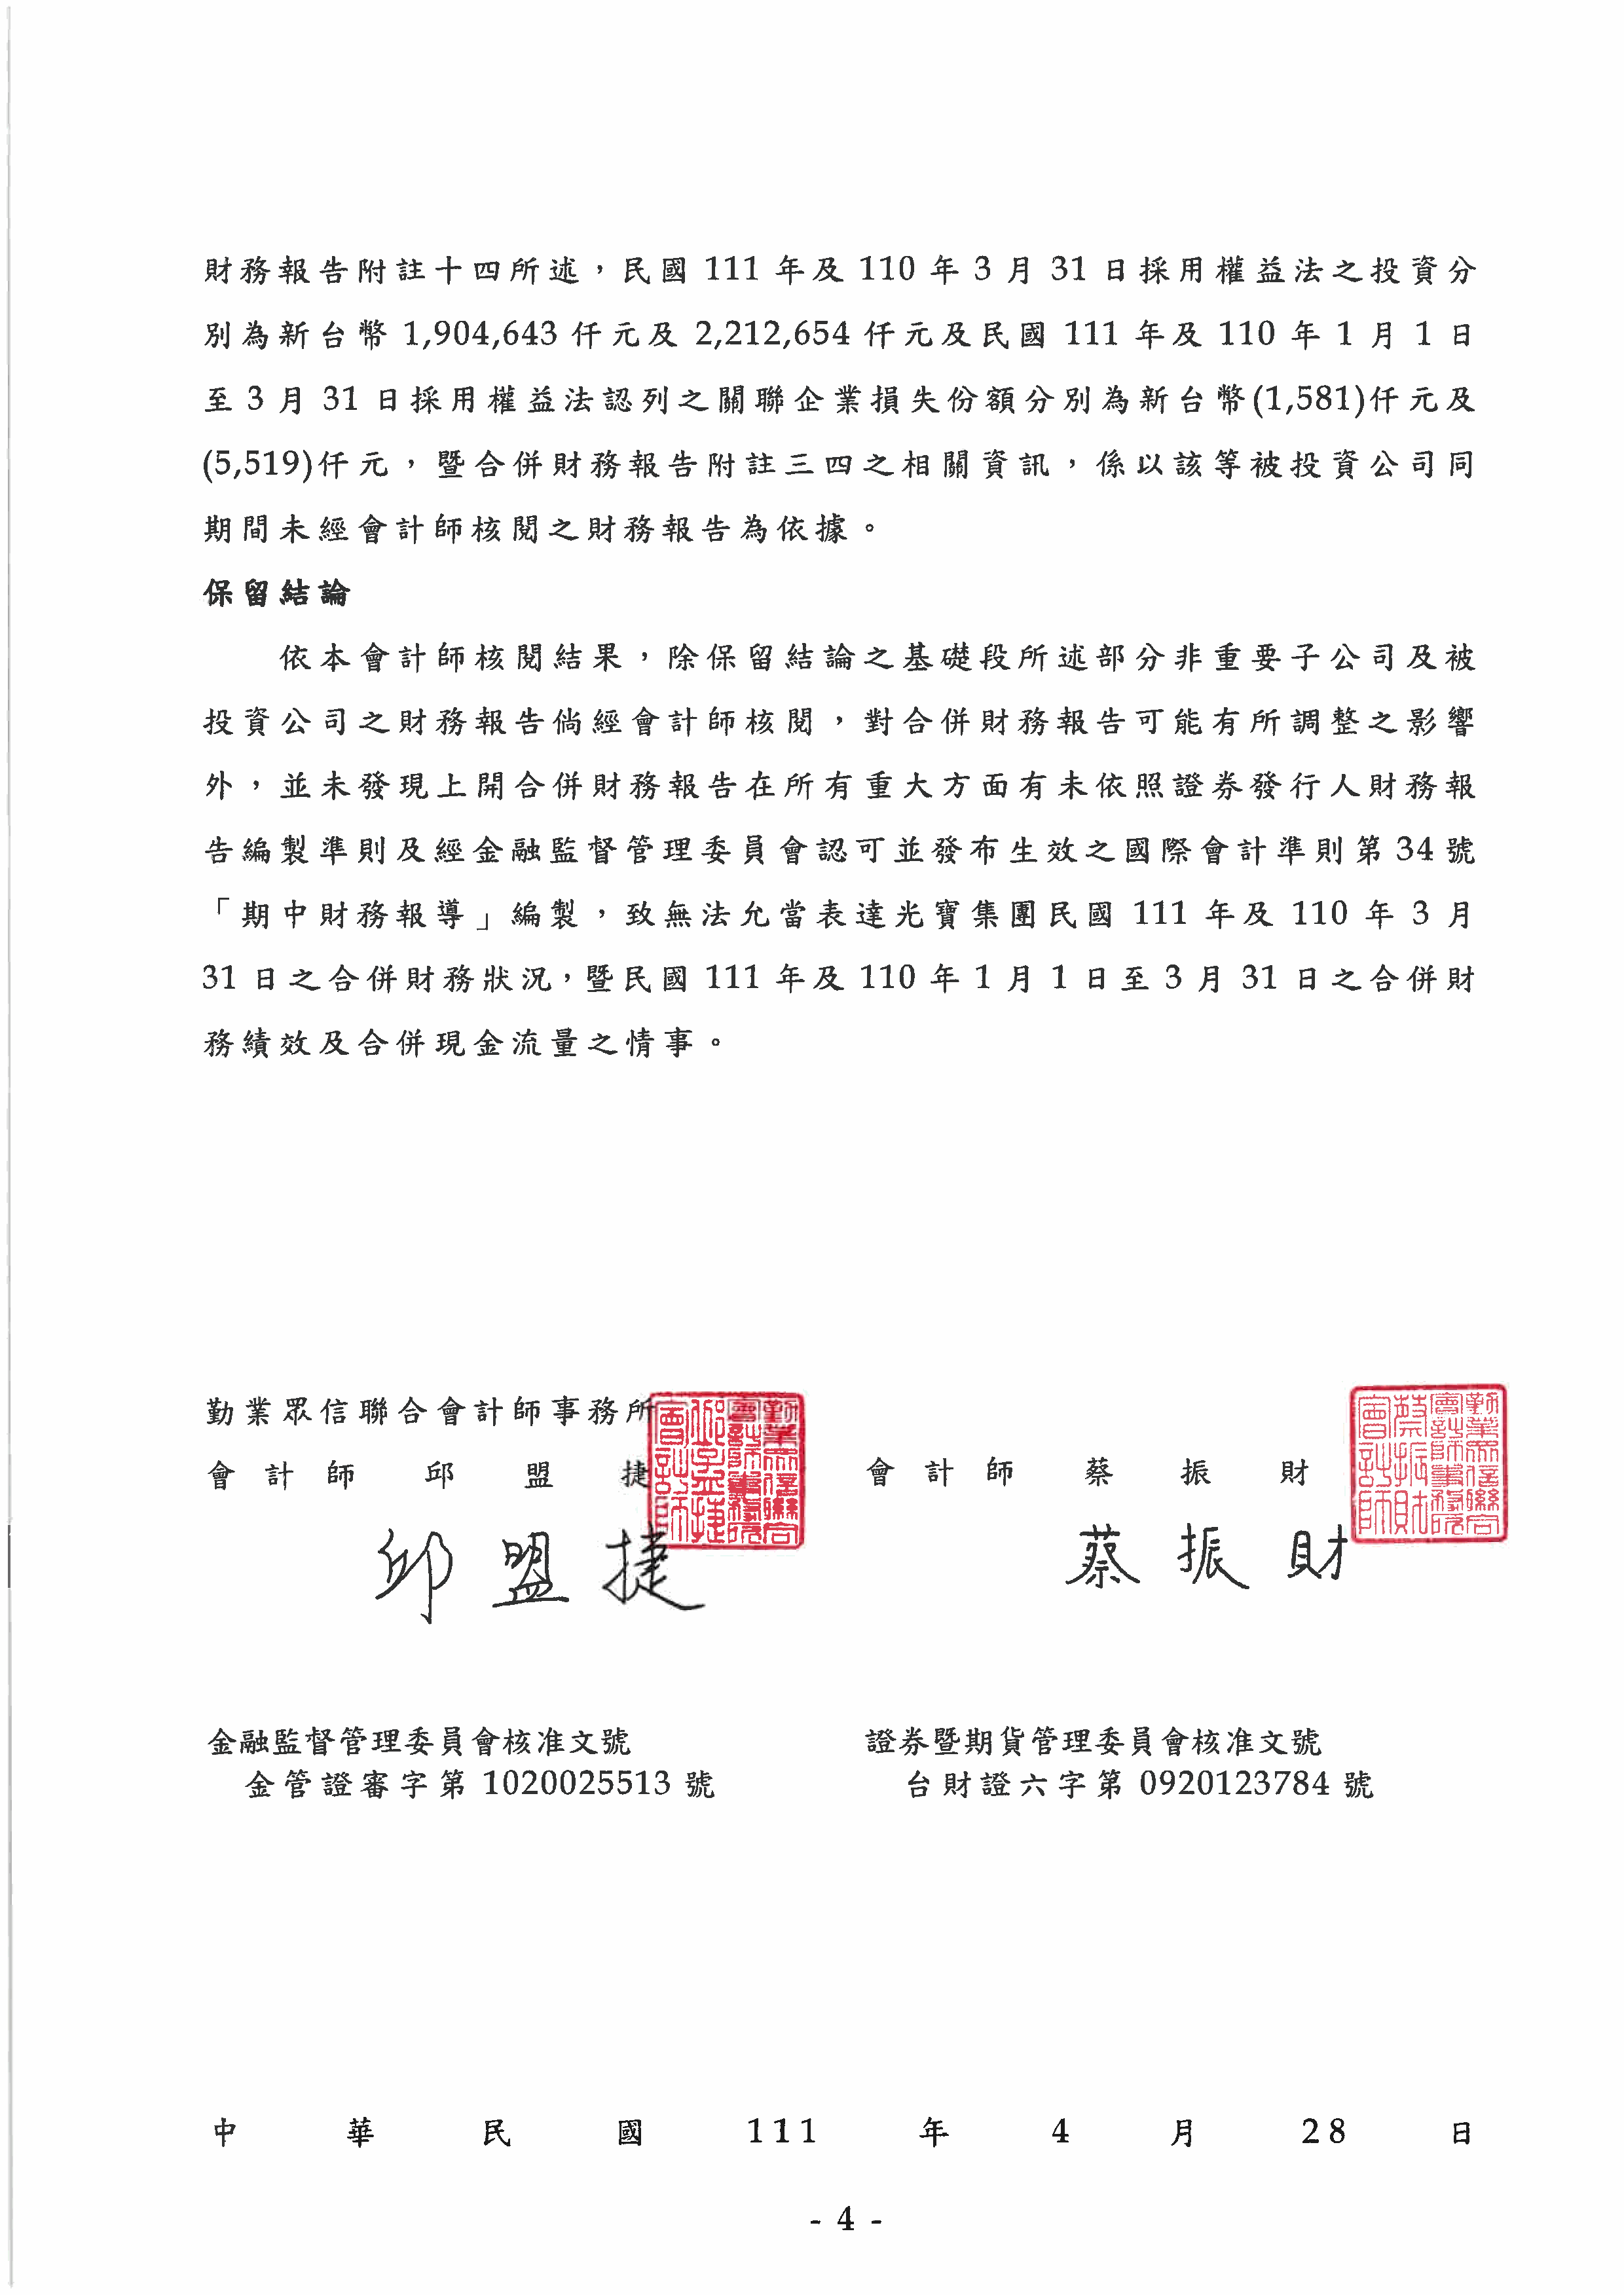 財務報告附註十四所述，民國 111 年及 110 年 3 月 31 日採用權益法之投資分
別為新台幣 1,904,643 仟元及 2,212,654 仟元及民國 111 年及 110 年 1 月 1 日
至 3 月 31 日採用權益法認列之關聯企業損失份額分別為新台幣(1,581)仟元及
(5,519)仟元，暨合併財務報告附註三四之相關資訊，係以該等被投資公司同
期間未經會計師核閱之財務報告為依據。
保留結論
依本會計師核閱結果，除保留結論之基礎段所述部分非重要子公司及被
投資公司之財務報告倘經會計師核閱，對合併財務報告可能有所調整之影響
外，並未發現上開合併財務報告在所有重大方面有未依照證券發行人財務報
告編製準則及經金融監督管理委員會認可並發布生效之國際會計準則第 34 號
「期中財務報導」編製，致無法允當表達光寶集團民國 111 年及 110 年 3 月
31 日之合併財務狀況，暨民國 111 年及 110 年 1 月 1 日至 3 月 31 日之合併財
務績效及合併現金流量之情事。
勤業眾信聯合會計師事務所
會計師 邱盟捷 會計師 蔡振財
邱盟捷 蔡振財
勤業眾信聯合會計師事務所邱孟捷會計師
勤業眾信聯合會計師事務所蔡振財會計師
金融監督管理委員會核准文號 證券暨期貨管理委員會核准文號
金管證審字第 1020025513 號 台財證六字第 0920123784 號
中華民國 111 年 4 月 28 日
- 4 -